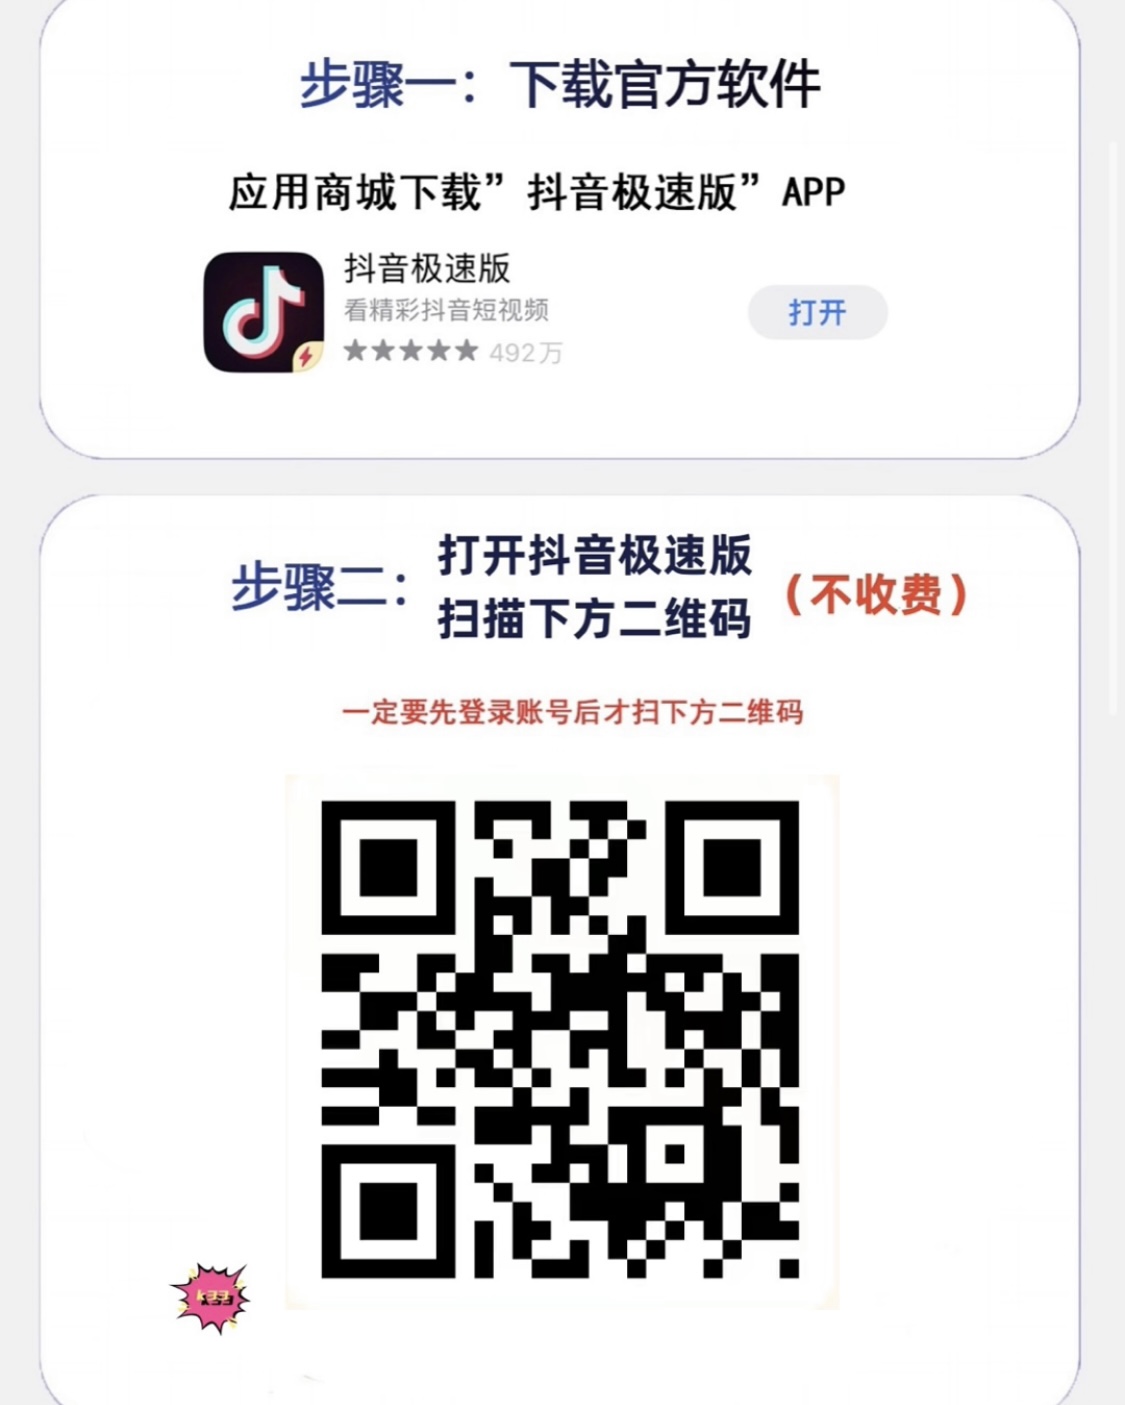 步骤一：下载官方软件
应用商城下载”抖音极速版”APP
抖音极速版
看精彩抖音短视频
★★★★★ 492万
打开
步骤二：
打开抖音极速版
扫描下方二维码
（不收费）
一定要先登录账号后才扫下方二维码
k33